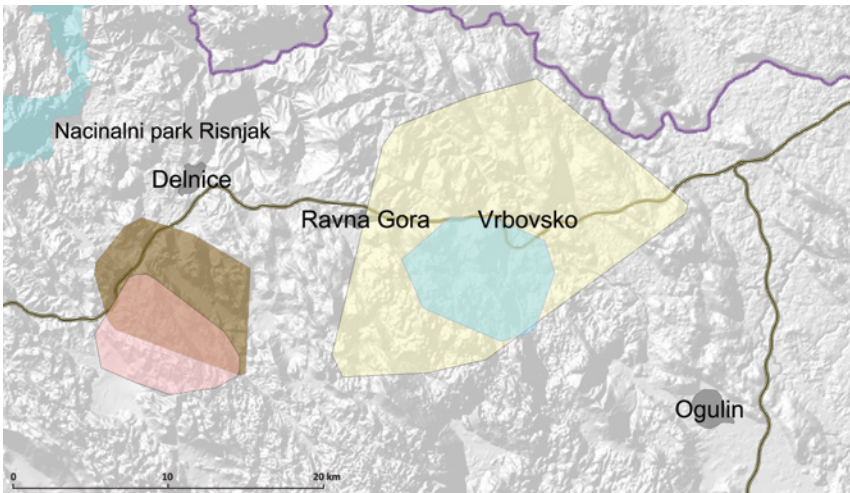 Nacinalni park Risnjak
Delnice
Ravna Gora
Vrbovsko
Ogulin
0 10 20 km